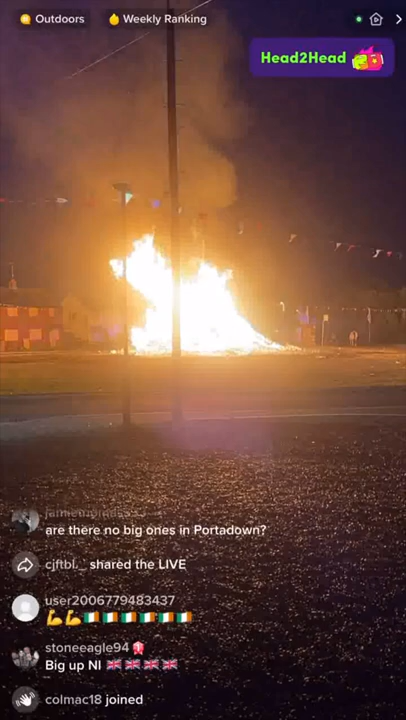 Outdoors
Weekly Ranking
Head2Head
are there no big ones in Portadown?
cjftbl._ shared the LIVE
user2006779483437
💪💪🇮🇪🇮🇪🇮🇪🇮🇪🇮🇪🇮🇪
stoneeagle94
Big up NI 🇬🇧🇬🇧🇬🇧🇬🇧
colmac18 joined